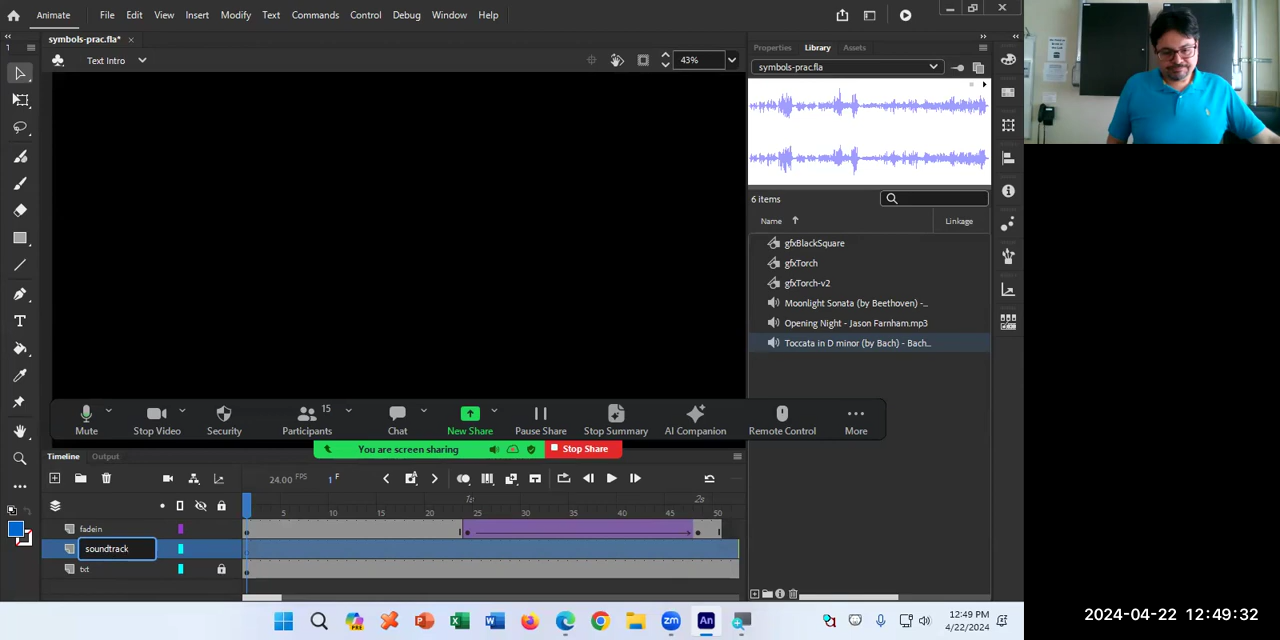 Animate File Edit View Insert Modify Text Commands Control Debug Window Help
symbols-prac.fla* ×
Text Intro 43%
Properties Library Assets
symbols-prac.fla
6 items
Name Linkage
gfxBlackSquare
gfxTorch
gfxTorch-v2
Moonlight Sonata (by Beethoven) -...
Opening Night - Jason Farnham.mp3
Toccata in D minor (by Bach) - Bach...
15
Mute Stop Video Security Participants Chat New Share Pause Share Stop Summary AI Companion Remote Control More
You are screen sharing Stop Share
Timeline Output
24.00 FPS 1 F
1s 2s
5 10 15 20 25 30 35 40 45 50
fadein
soundtrack
txt
12:49 PM
4/22/2024
2024-04-22 12:49:32